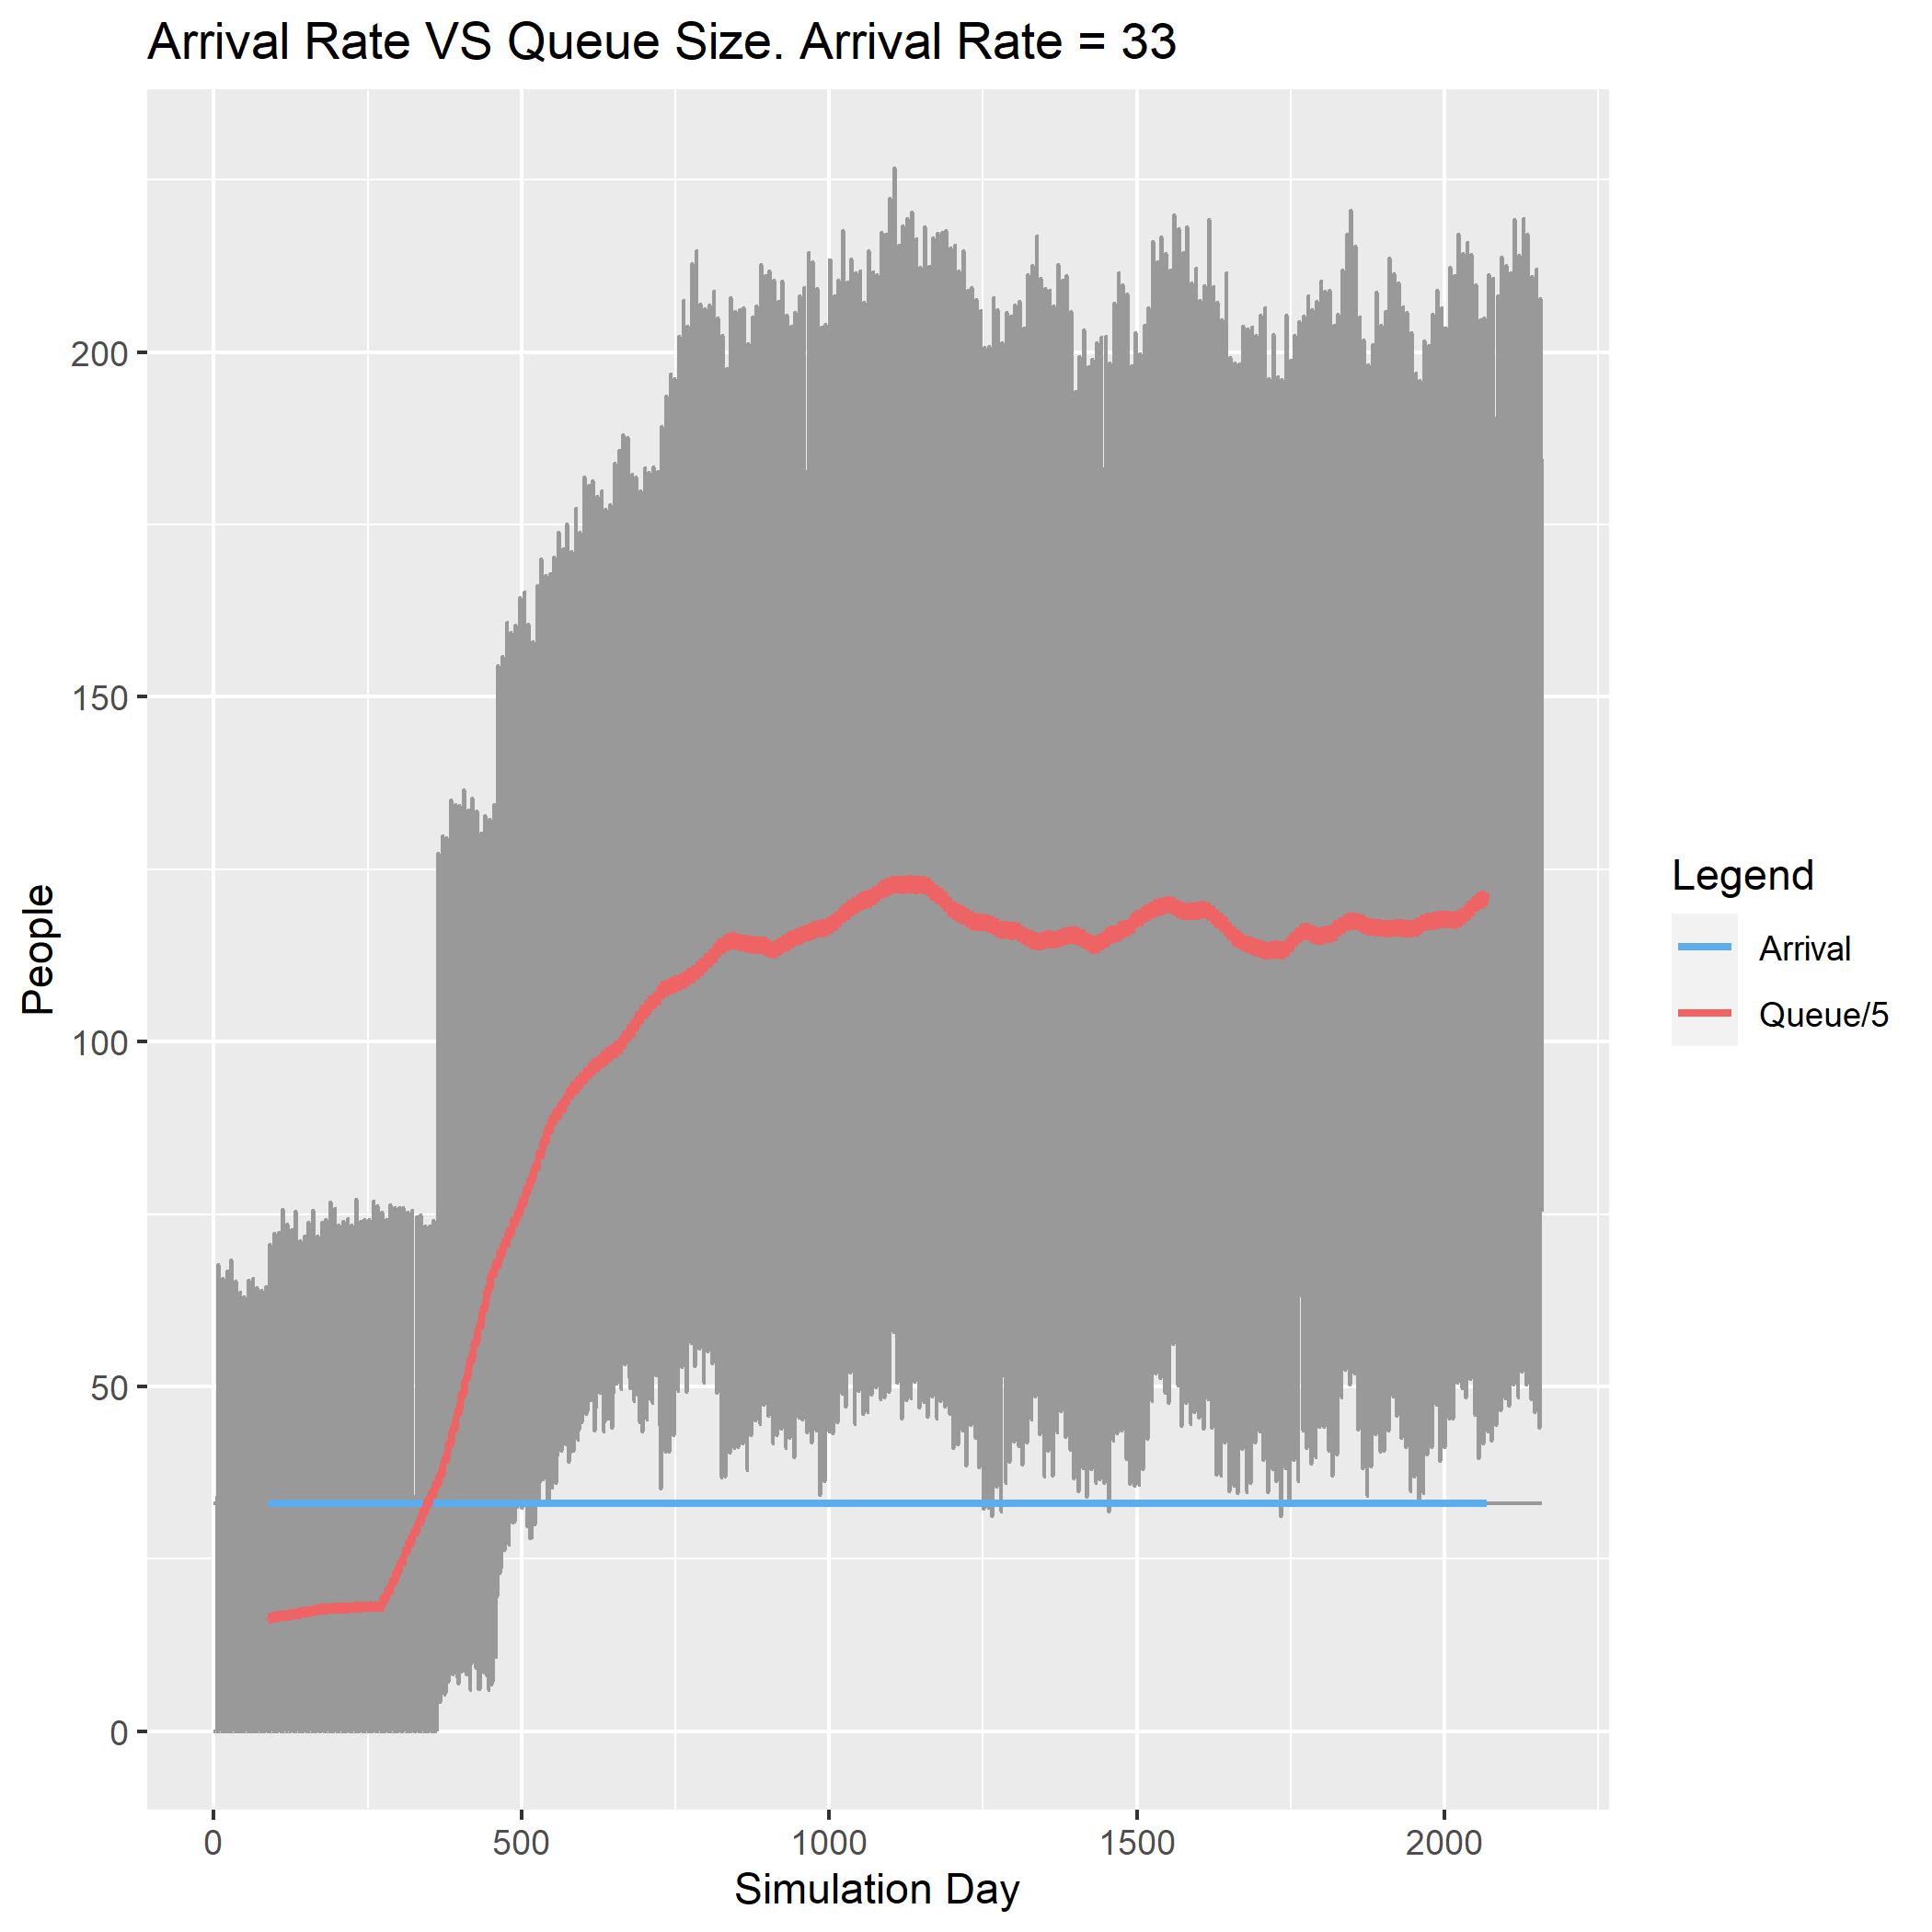 Arrival Rate VS Queue Size. Arrival Rate = 33
People
200
150
100
50
0
0 500 1000 1500 2000
Simulation Day
Legend
Arrival
Queue/5